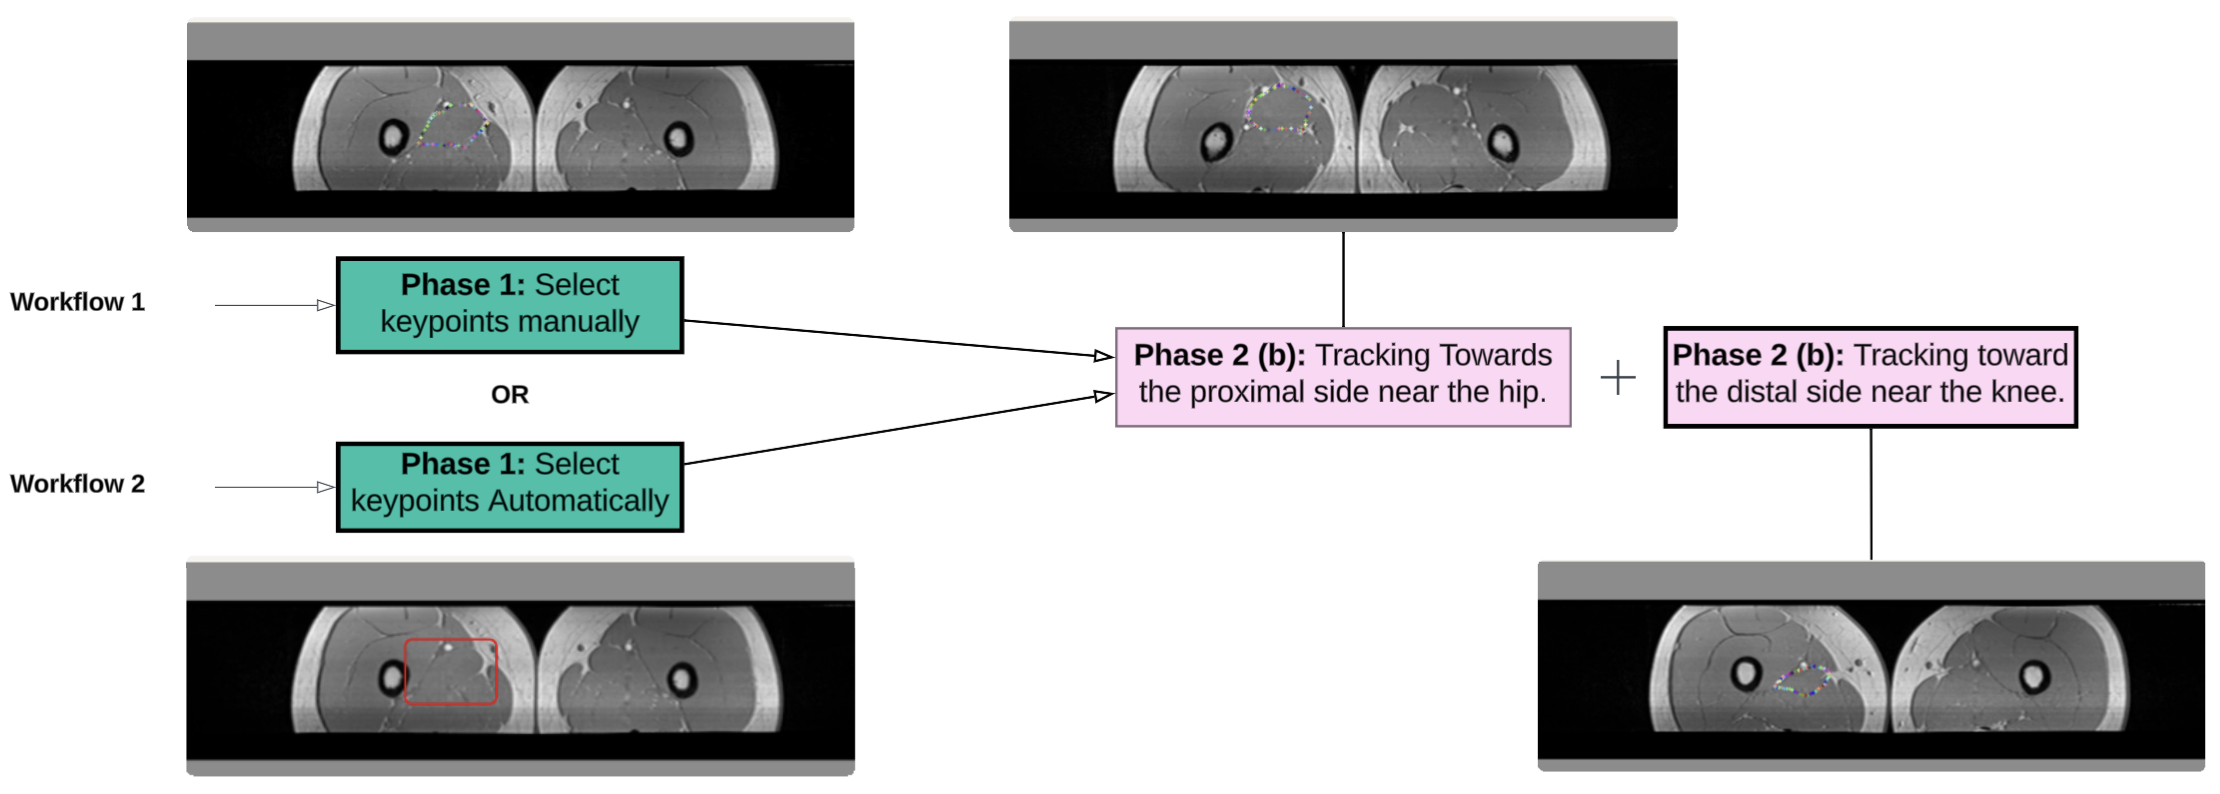 Workflow 1
Phase 1: Select
keypoints manually
OR
Workflow 2
Phase 1: Select
keypoints Automatically
Phase 2 (b): Tracking Towards
the proximal side near the hip.
+
Phase 2 (b): Tracking toward
the distal side near the knee.